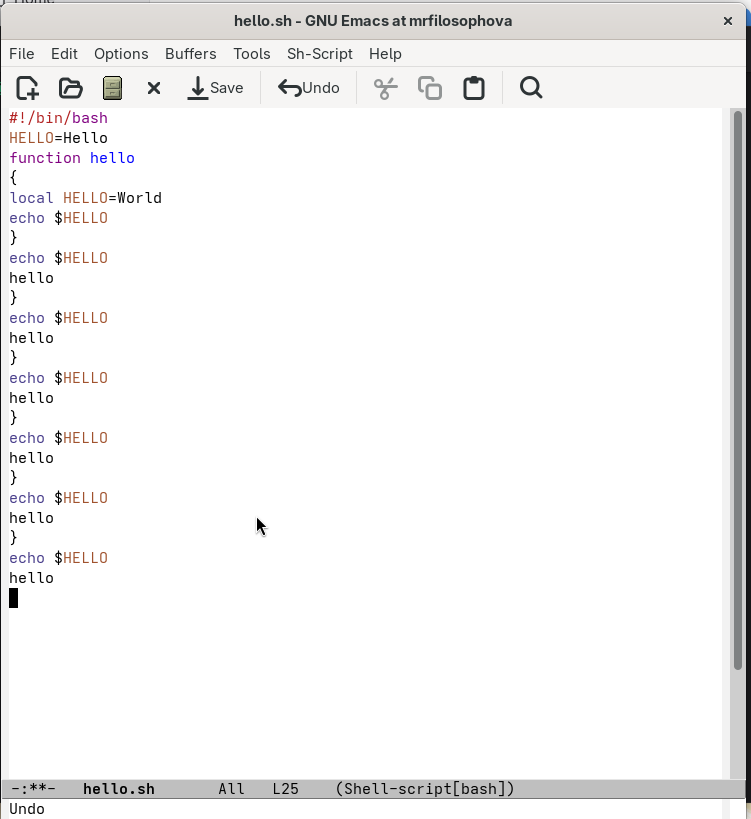 hello.sh - GNU Emacs at mrfilosophova
File Edit Options Buffers Tools Sh-Script Help
Save Undo
#!/bin/bash
HELLO=Hello
function hello
{
local HELLO=World
echo $HELLO
}
echo $HELLO
hello
}
echo $HELLO
hello
}
echo $HELLO
hello
}
echo $HELLO
hello
}
echo $HELLO
hello
}
echo $HELLO
hello
-:**- hello.sh All L25 (Shell-script[bash])
Undo